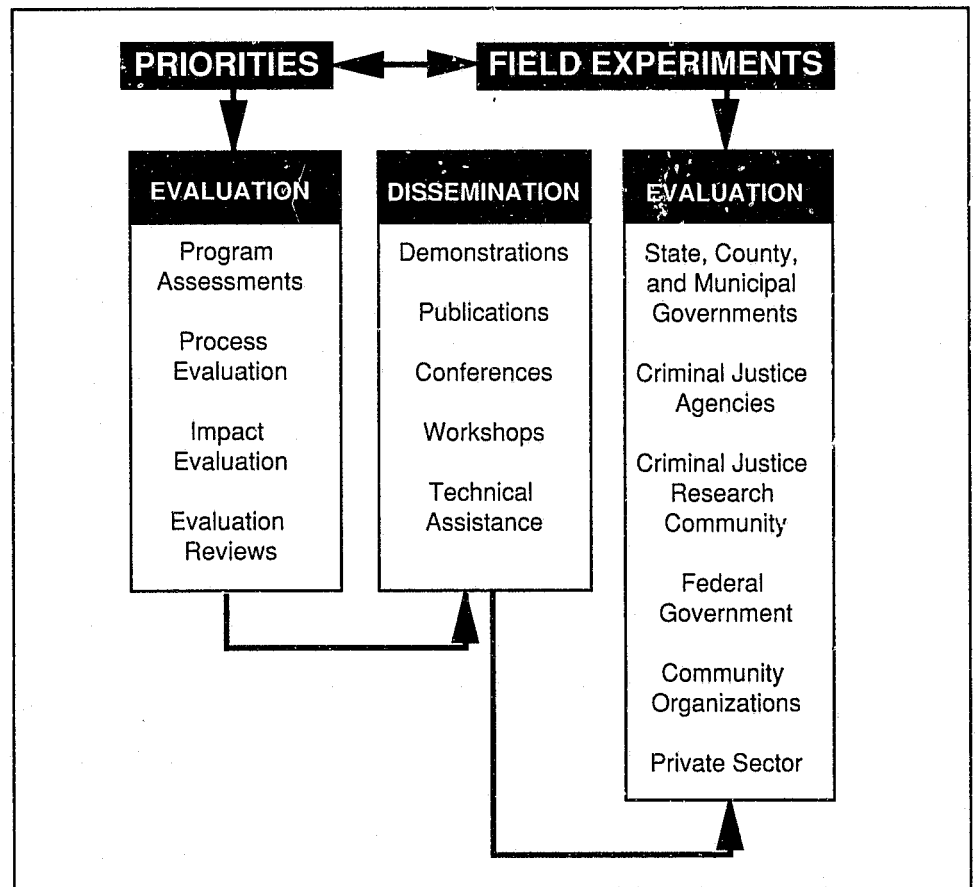 PRIORITIES
FIELD EXPERIMENTS
EVALUATION
Program
Assessments
Process
Evaluation
Impact
Evaluation
Evaluation
Reviews
DISSEMINATION
Demonstrations
Publications
Conferences
Workshops
Technical
Assistance
EVALUATION
State, County,
and Municipal
Governments
Criminal Justice
Agencies
Criminal Justice
Research
Community
Federal
Government
Community
Organizations
Private Sector